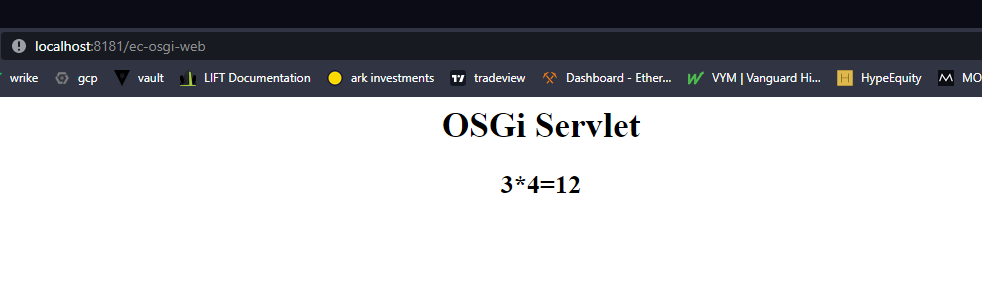 localhost:8181/ec-osgi-web
wrike gcp vault LIFT Documentation ark investments tradeview Dashboard - Ether... VYM | Vanguard Hi... HypeEquity MO
OSGi Servlet
3*4=12